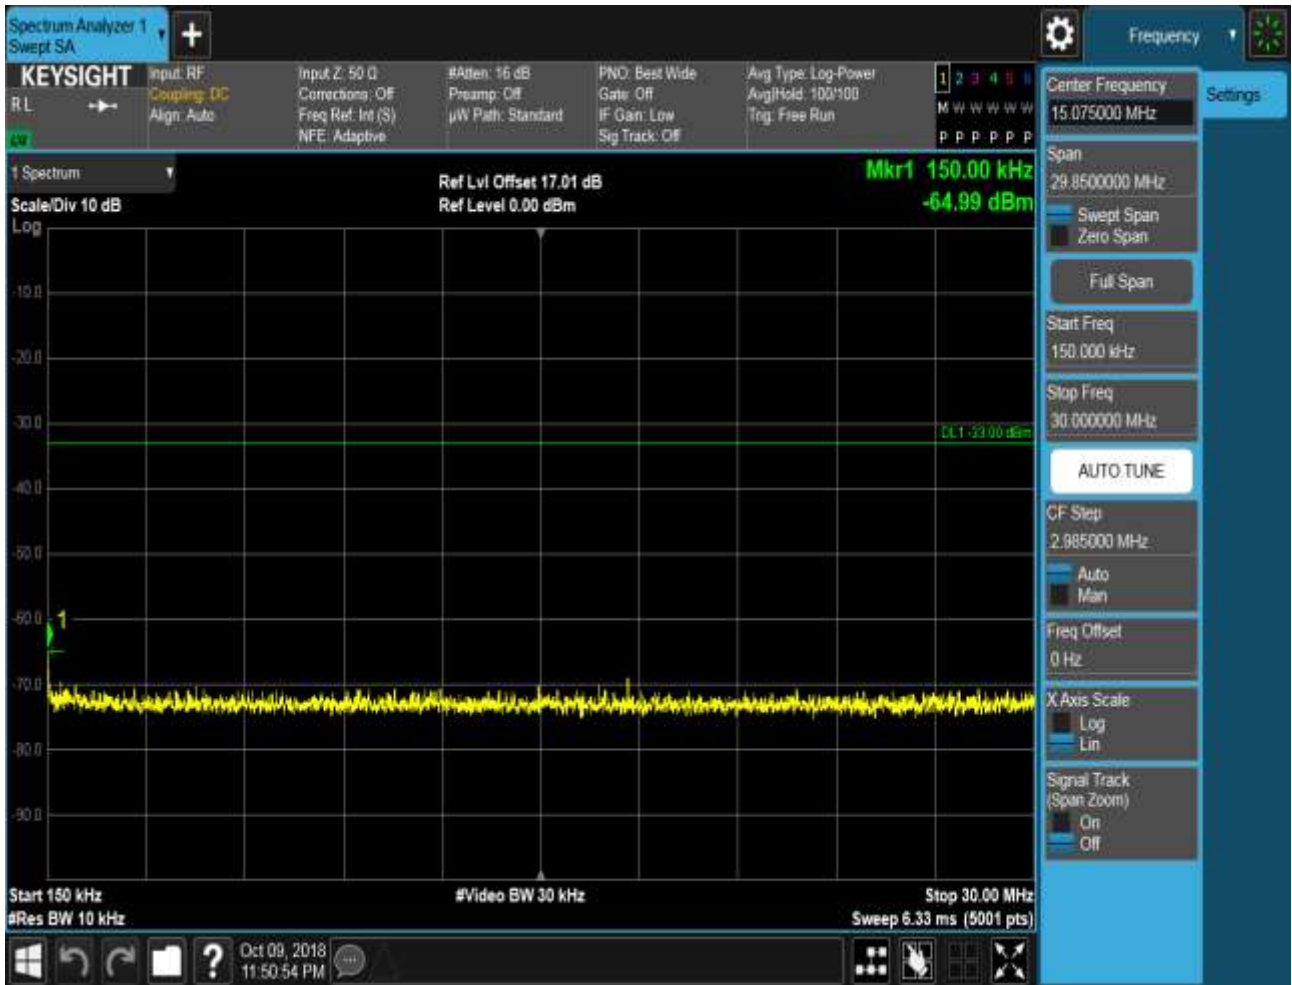 Spectrum Analyzer 1
Swept SA
+
Frequency
KEYSIGHT
RL
Input: RF
Coupling: DC
Align: Auto
Input Z: 50 Ω
Corrections: Off
Freq Ref: Int (S)
NFE: Adaptive
#Atten: 16 dB
Preamp: Off
µW Path: Standard
PNO: Best Wide
Gate: Off
IF Gain: Low
Sig Track: Off
Avg Type: Log-Power
Avg|Hold: 100/100
Trig: Free Run
1 2 3 4 5 6
M W W W W W
P P P P P P
1 Spectrum
Scale/Div 10 dB
Log
Ref Lvl Offset 17.01 dB
Ref Level 0.00 dBm
Mkr1 150.00 kHz
-64.99 dBm
-10.0
-20.0
-30.0
DL1 -33.00 dBm
-40.0
-50.0
-60.0
1
-70.0
-80.0
-90.0
Start 150 kHz
#Res BW 10 kHz
#Video BW 30 kHz
Stop 30.00 MHz
Sweep 6.33 ms (5001 pts)
Center Frequency
15.075000 MHz
Settings
Span
29.8500000 MHz
Swept Span
Zero Span
Full Span
Start Freq
150.000 kHz
Stop Freq
30.000000 MHz
AUTO TUNE
CF Step
2.985000 MHz
Auto
Man
Freq Offset
0 Hz
X Axis Scale
Log
Lin
Signal Track
(Span Zoom)
On
Off
?
Oct 09, 2018
11:50:54 PM